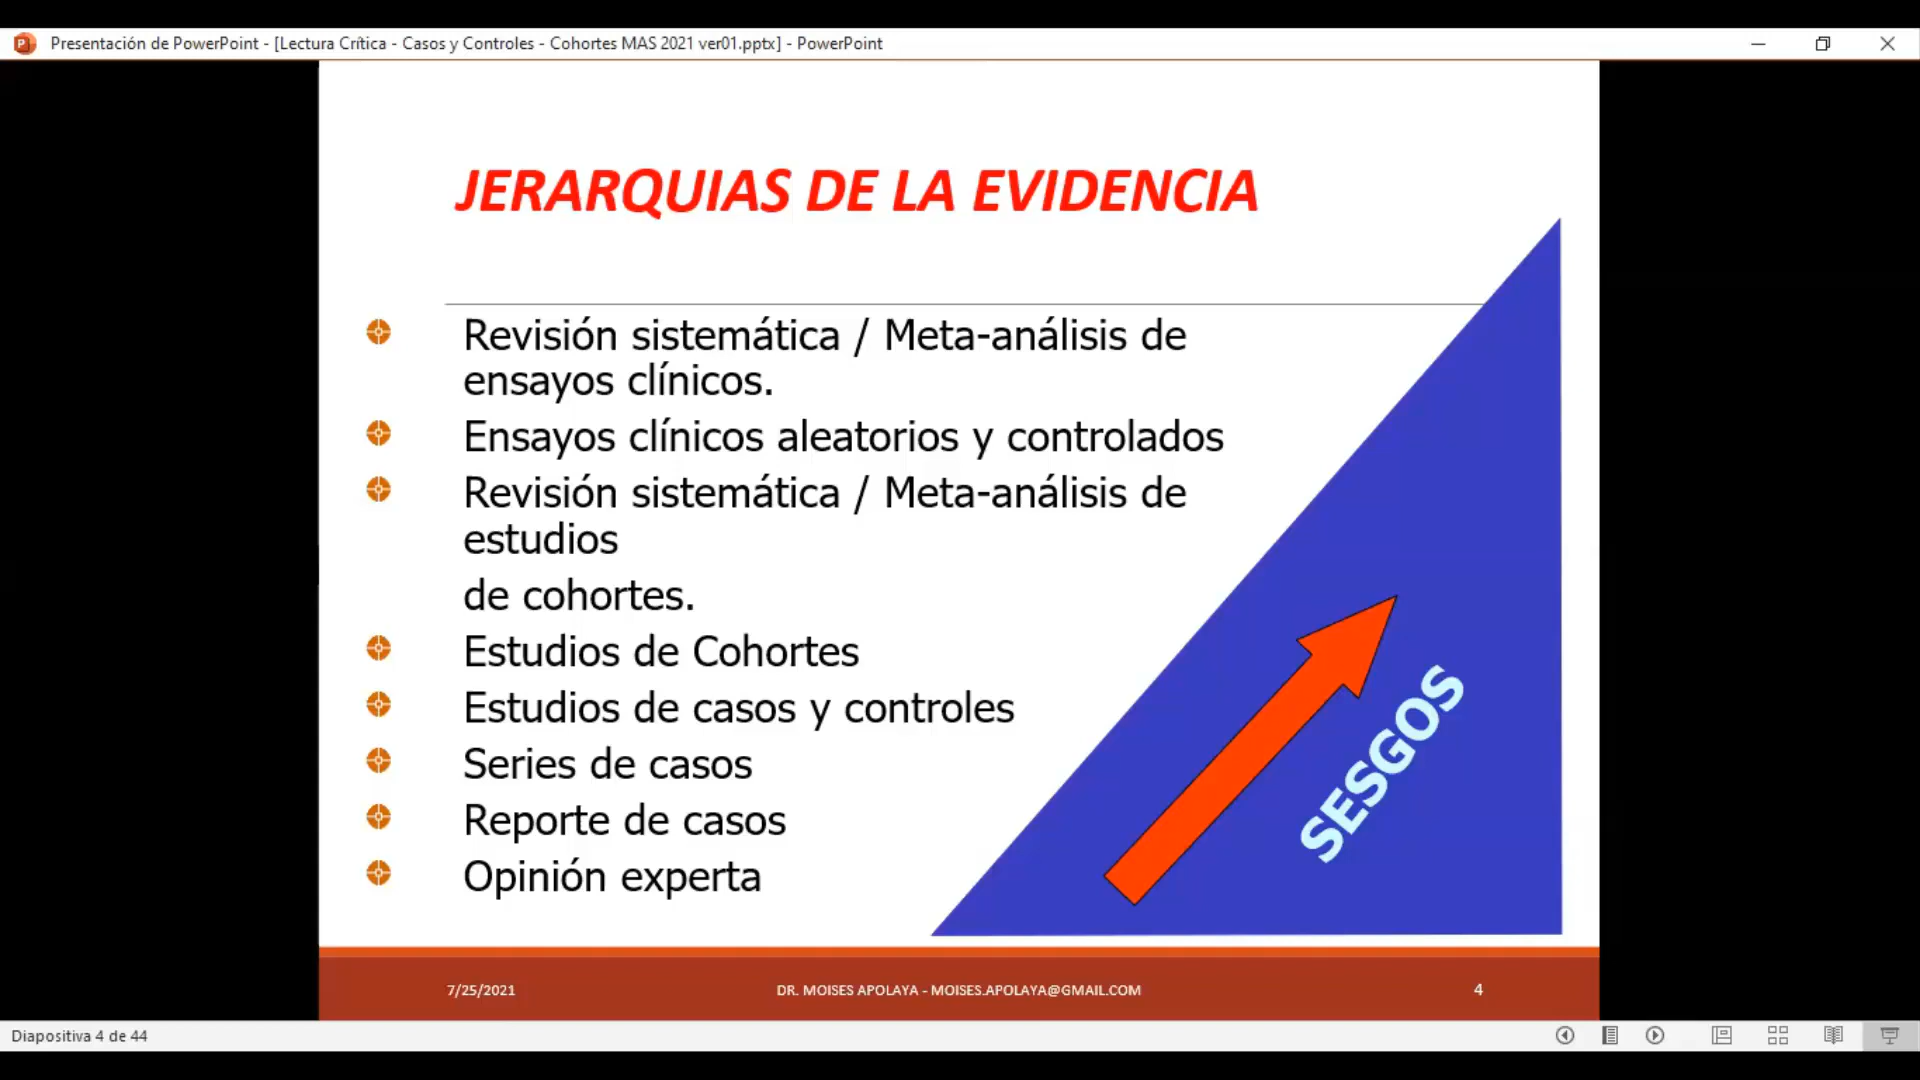 Presentación de PowerPoint - [Lectura Crítica - Casos y Controles - Cohortes MAS 2021 ver01.pptx] - PowerPoint
JERARQUIAS DE LA EVIDENCIA
Revisión sistemática / Meta-análisis de
ensayos clínicos.
Ensayos clínicos aleatorios y controlados
Revisión sistemática / Meta-análisis de
estudios
de cohortes.
Estudios de Cohortes
Estudios de casos y controles
Series de casos
Reporte de casos
Opinión experta
SESGOS
7/25/2021
DR. MOISES APOLAYA - MOISES.APOLAYA@GMAIL.COM
4
Diapositiva 4 de 44